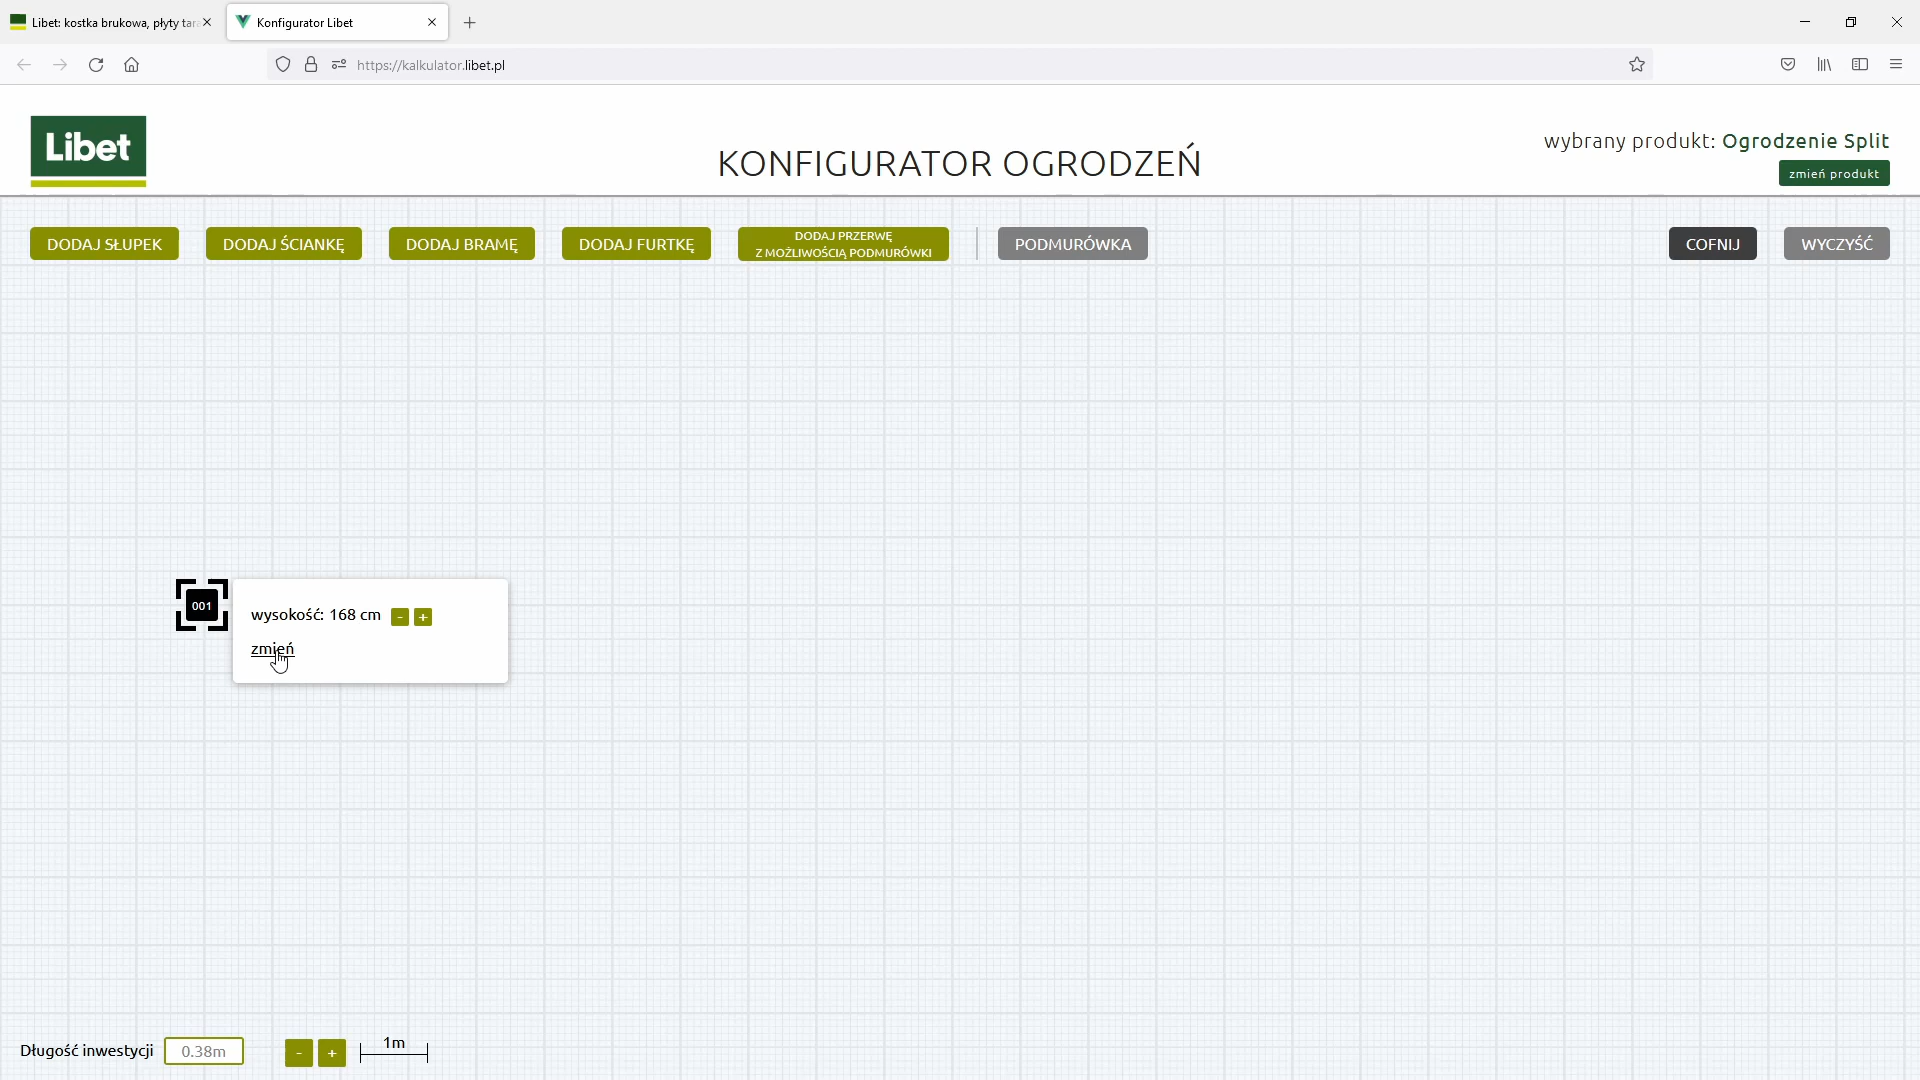 Libet: kostka brukowa, płyty tara
Konfigurator Libet
https://kalkulator.libet.pl
Libet
KONFIGURATOR OGRODZEŃ
wybrany produkt: Ogrodzenie Split
zmień produkt
DODAJ SŁUPEK
DODAJ ŚCIANKĘ
DODAJ BRAMĘ
DODAJ FURTKĘ
DODAJ PRZERWĘ
Z MOŻLIWOŚCIĄ PODMURÓWKI
PODMURÓWKA
COFNIJ
WYCZYŚĆ
001
wysokość: 168 cm - +
zmień
Długość inwestycji 0.38m - + 1m